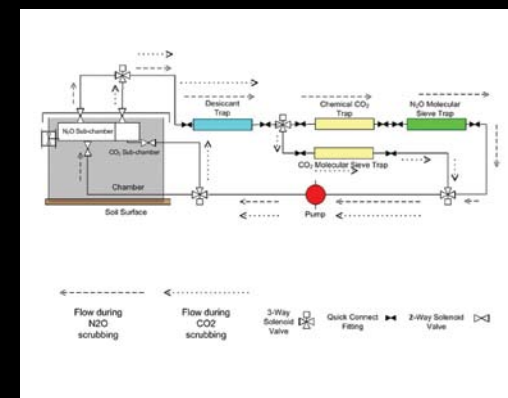 Desiccant
Trap
Chemical CO2
Trap
N2O Molecular
Sieve Trap
N2O Sub-chamber
CO2 Sub-chamber
CO2 Molecular Sieve Trap
Chamber
Soil Surface
Pump
Flow during
N2O
scrubbing
Flow during
CO2
scrubbing
3-Way
Solenoid
Valve
Quick Connect
Fitting
2-Way Solenoid
Valve